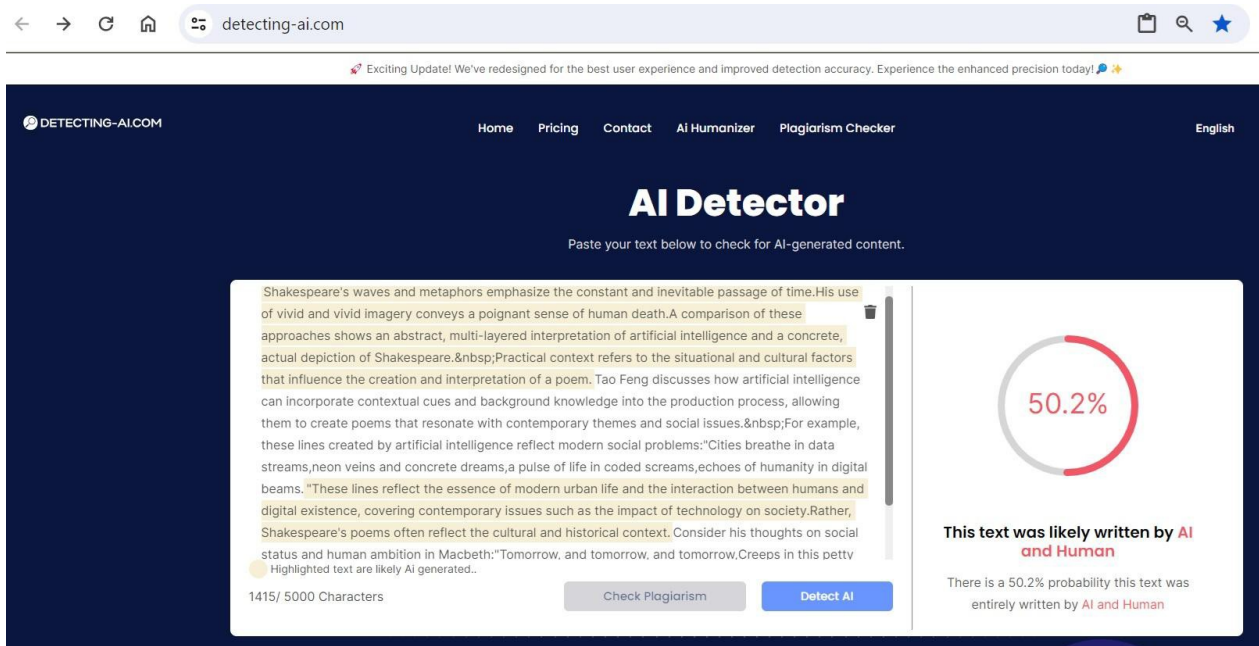 detecting-ai.com
🚀 Exciting Update! We've redesigned for the best user experience and improved detection accuracy. Experience the enhanced precision today!🔎 ✨
DETECTING-AI.COM
Home Pricing Contact Ai Humanizer Plagiarism Checker English
AI Detector
Paste your text below to check for AI-generated content.
Shakespeare's waves and metaphors emphasize the constant and inevitable passage of time.His use
of vivid and vivid imagery conveys a poignant sense of human death.A comparison of these
approaches shows an abstract, multi-layered interpretation of artificial intelligence and a concrete,
actual depiction of Shakespeare.&nbsp;Practical context refers to the situational and cultural factors
that influence the creation and interpretation of a poem. Tao Feng discusses how artificial intelligence
can incorporate contextual cues and background knowledge into the production process, allowing
them to create poems that resonate with contemporary themes and social issues.&nbsp;For example,
these lines created by artificial intelligence reflect modern social problems:"Cities breathe in data
streams,neon veins and concrete dreams,a pulse of life in coded screams,echoes of humanity in digital
beams. "These lines reflect the essence of modern urban life and the interaction between humans and
digital existence, covering contemporary issues such as the impact of technology on society.Rather,
Shakespeare's poems often reflect the cultural and historical context. Consider his thoughts on social
status and human ambition in Macbeth:"Tomorrow, and tomorrow, and tomorrow,Creeps in this petty
Highlighted text are likely Ai generated..
1415/ 5000 Characters
Check Plagiarism
Detect AI
50.2%
This text was likely written by AI
and Human
There is a 50.2% probability this text was
entirely written by AI and Human